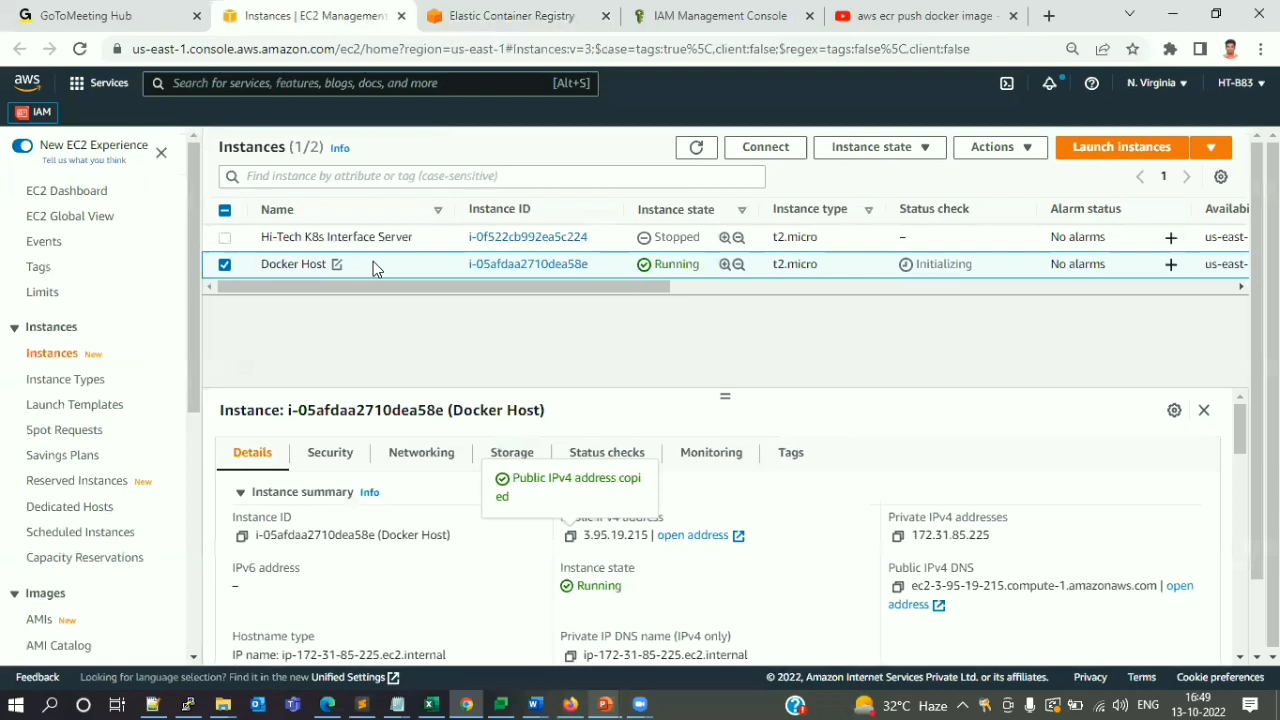 GoToMeeting Hub
Instances | EC2 Management
Elastic Container Registry
IAM Management Console
aws ecr push docker image -
us-east-1.console.aws.amazon.com/ec2/home?region=us-east-1#Instances:v=3;$case=tags:true%5C,client:false;$regex=tags:false%5C,client:false
aws
Services
Search for services, features, blogs, docs, and more
[Alt+S]
N. Virginia
HT-B83
IAM
New EC2 Experience
Tell us what you think
EC2 Dashboard
EC2 Global View
Events
Tags
Limits
Instances
Instances New
Instance Types
Launch Templates
Spot Requests
Savings Plans
Reserved Instances New
Dedicated Hosts
Scheduled Instances
Capacity Reservations
Images
AMIs New
AMI Catalog
Instances (1/2) Info
Connect
Instance state
Actions
Launch instances
Find instance by attribute or tag (case-sensitive)
1
Name Instance ID Instance state Instance type Status check Alarm status Availabi
Hi-Tech K8s Interface Server i-0f522cb992ea5c224 Stopped t2.micro – No alarms + us-east-
Docker Host i-05afdaa2710dea58e Running t2.micro Initializing No alarms + us-east-
Instance: i-05afdaa2710dea58e (Docker Host)
Details Security Networking Storage Status checks Monitoring Tags
Public IPv4 address copi
ed
Instance summary Info
Instance ID
i-05afdaa2710dea58e (Docker Host)
Public IPv4 address
3.95.19.215 | open address
Private IPv4 addresses
172.31.85.225
IPv6 address
–
Instance state
Running
Public IPv4 DNS
ec2-3-95-19-215.compute-1.amazonaws.com | open
address
Hostname type
IP name: ip-172-31-85-225.ec2.internal
Private IP DNS name (IPv4 only)
ip-172-31-85-225.ec2.internal
Feedback
Looking for language selection? Find it in the new Unified Settings
© 2022, Amazon Internet Services Private Ltd. or its affiliates.
Privacy
Terms
Cookie preferences
32°C Haze
ENG
16:49
13-10-2022